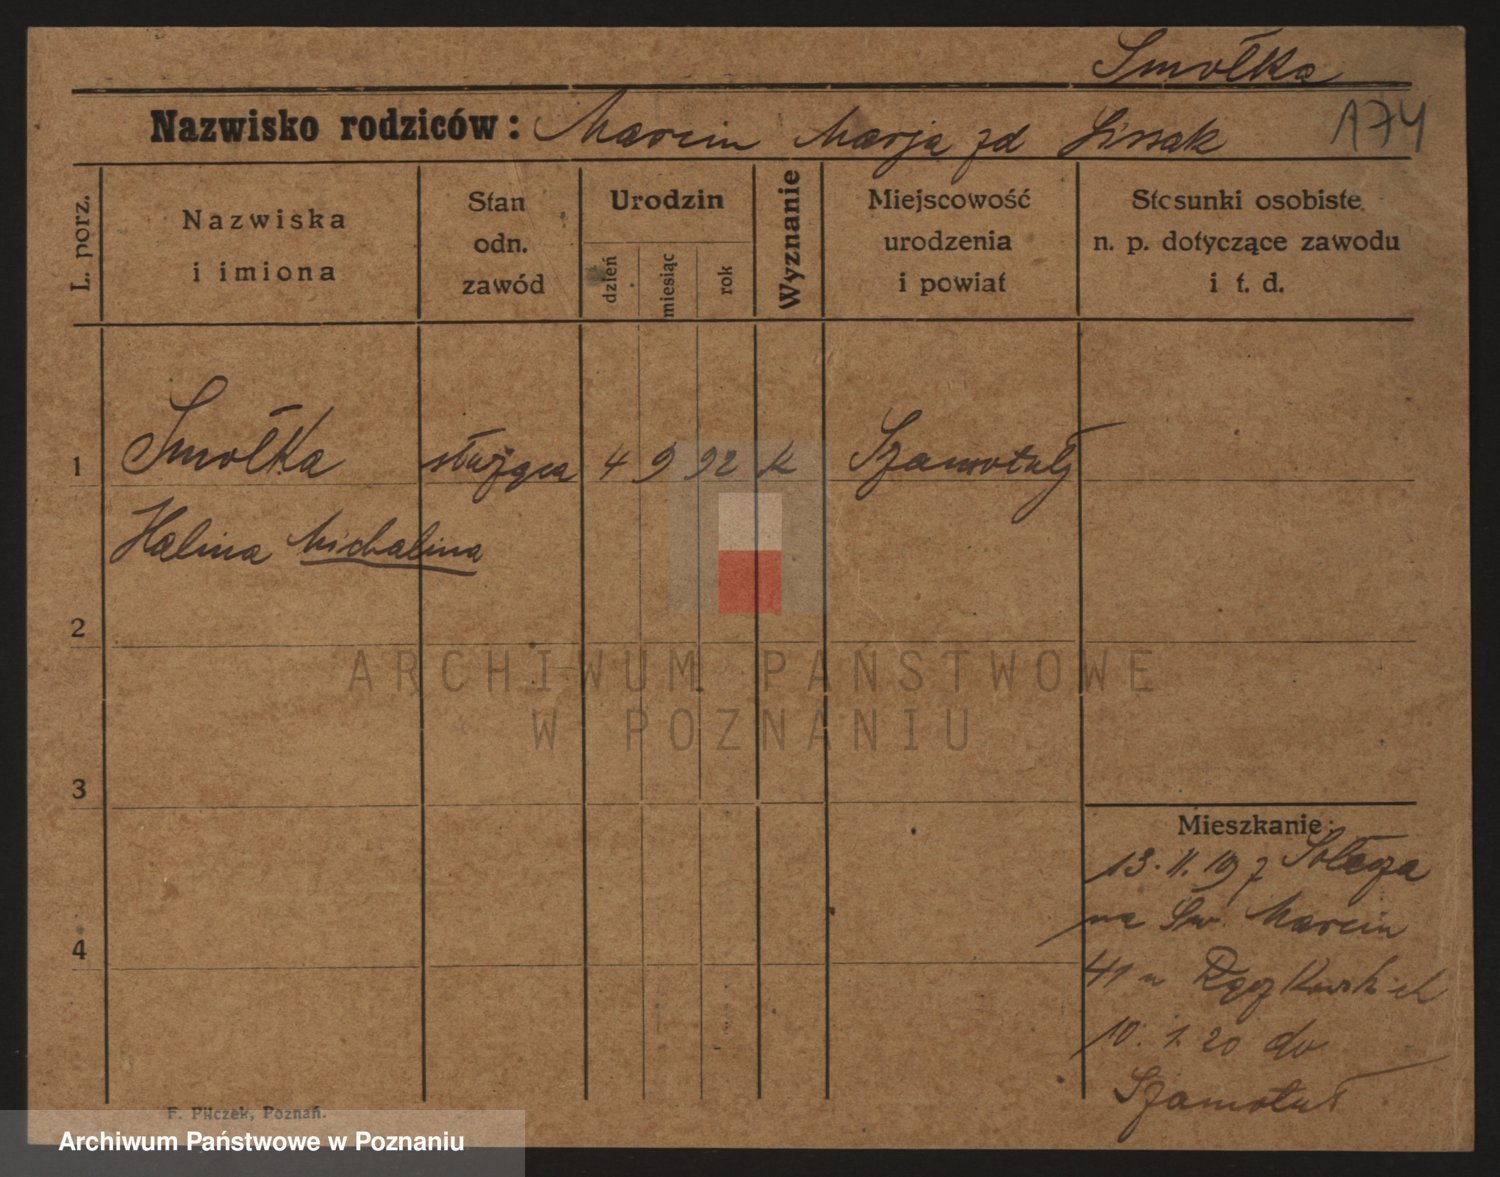 Smołka
Nazwisko rodziców: Marcin Marja zd Lissak
174
L. porz.
Nazwiska
i imiona
Stan
odn.
zawód
Urodzin
dzień
miesiąc
rok
Wyznanie
Miejscowość
urodzenia
i powiat
Stosunki osobiste
n. p. dotyczące zawodu
i t. d.
1 Smołka służąca 4 9 92 k Szamotuły
Halina Michalina
2
3
4
Mieszkanie:
13. 11. 19 z Sołacza
na Św. Marcin
41 u
10. 1. 20 do
Szamotuł
F. Pilczek, Poznań.
ARCHIWUM PAŃSTWOWE
W POZNANIU
Archiwum Państwowe w Poznaniu